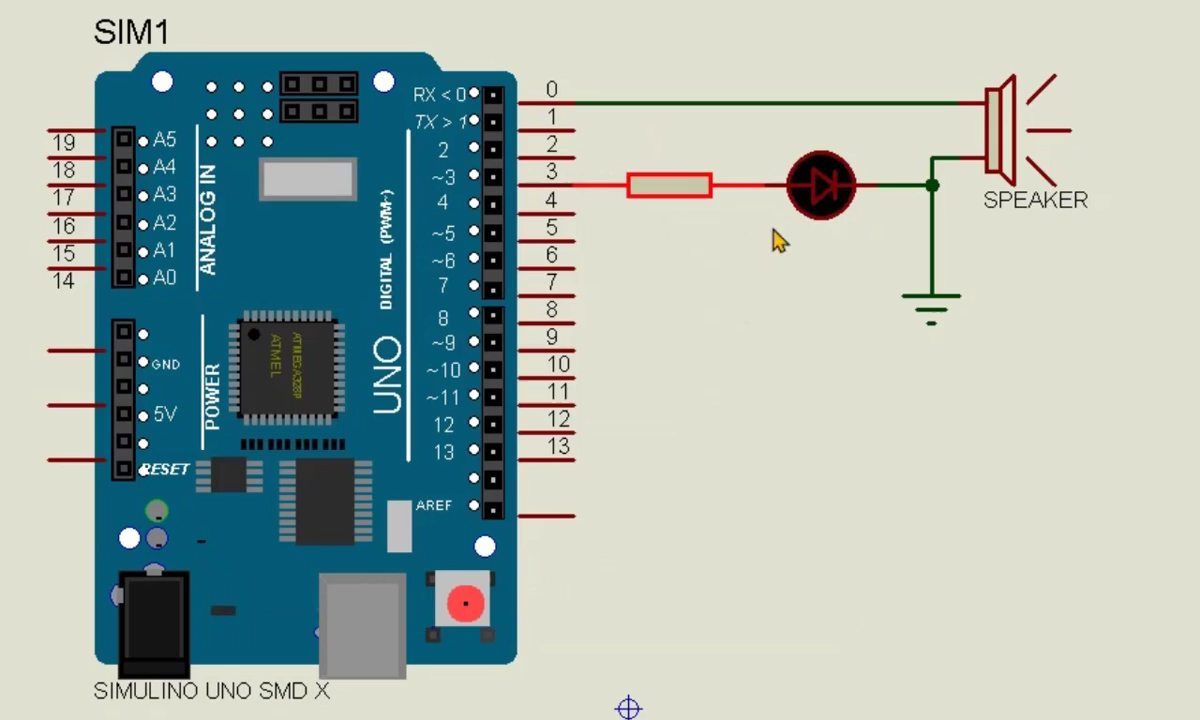 SIM1
19
18
17
16
15
14
A5
A4
A3
A2
A1
A0
ANALOG IN
RX < 0
TX > 1
2
~3
4
~5
~6
7
8
~9
~10
~11
12
13
AREF
DIGITAL (PWM~)
UNO
GND
5V
RESET
POWER
ATMEL
ATMEGA328P
0
1
2
3
4
5
6
7
8
9
10
11
12
13
SPEAKER
SIMULINO UNO SMD X